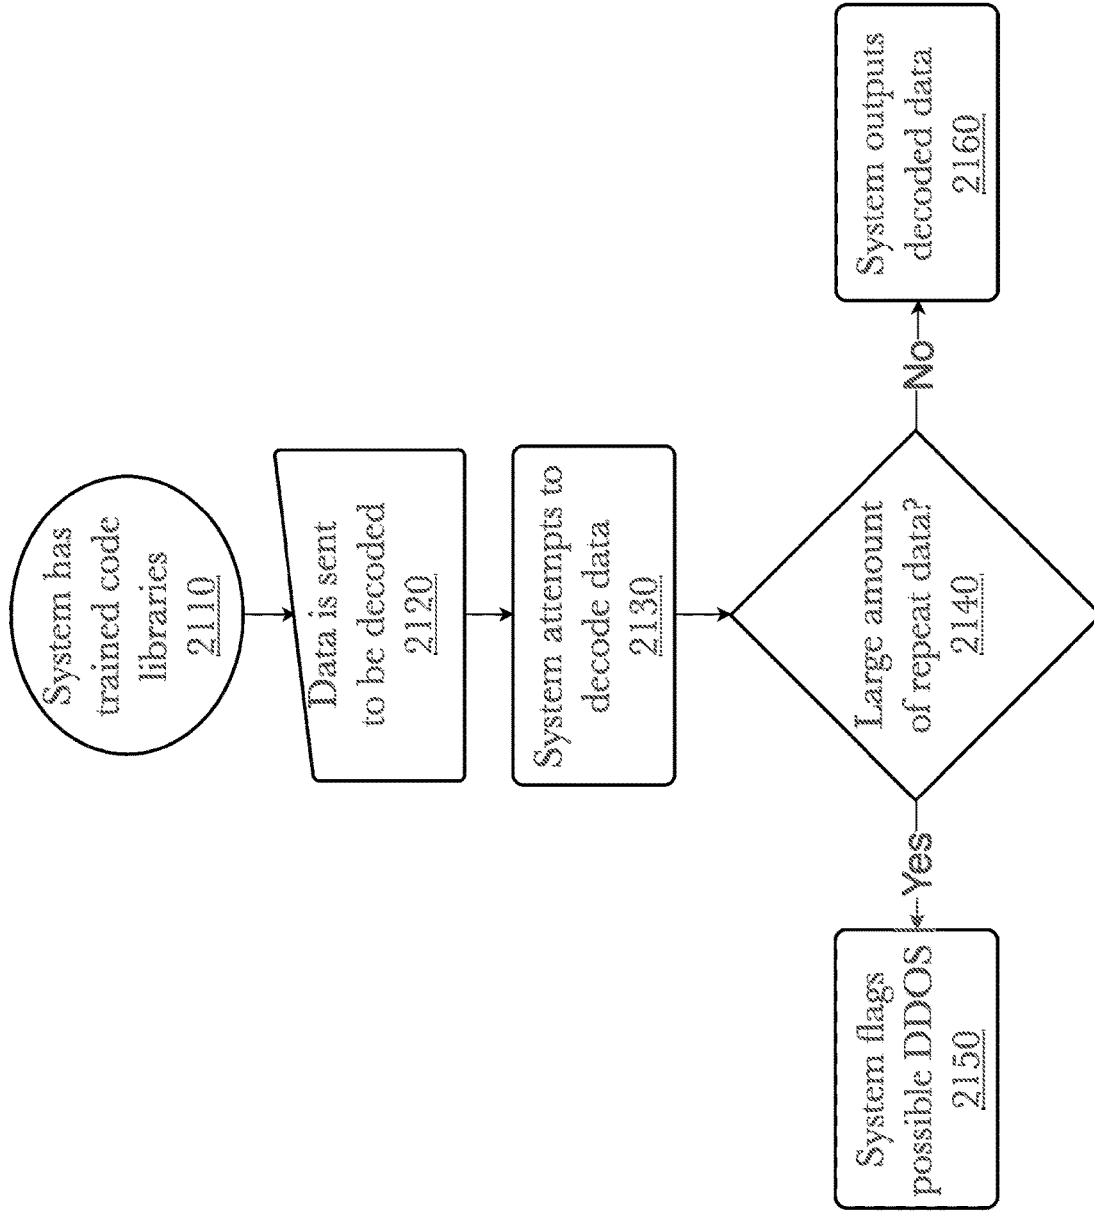 System has
trained code
libraries
2110
Data is sent
to be decoded
2120
System attempts to
decode data
2130
Large amount
of repeat data?
2140
Yes
System flags
possible DDOS
2150
No
System outputs
decoded data
2160